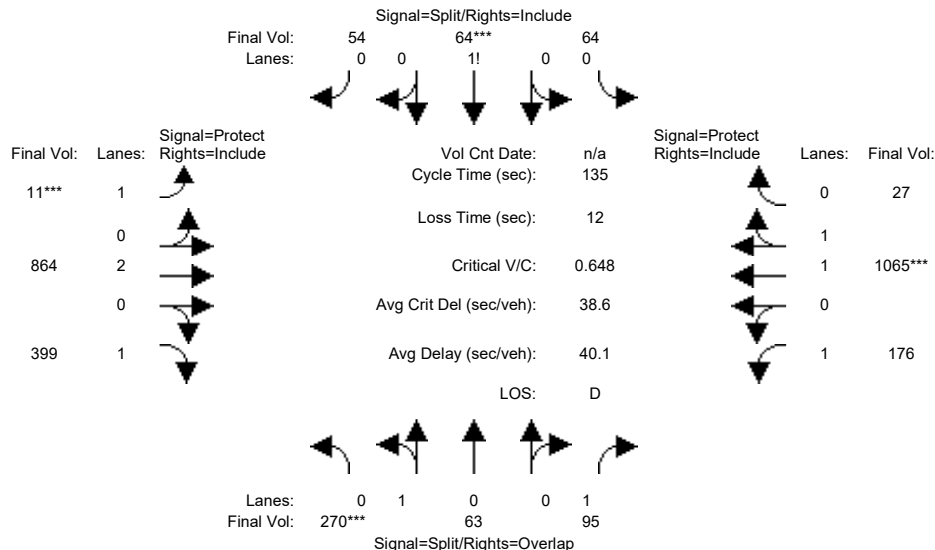 Signal=Split/Rights=Include
Final Vol: 54 64*** 64
Lanes: 0 0 1! 0 0
Signal=Protect
Final Vol: Lanes: Rights=Include
Vol Cnt Date: n/a
Signal=Protect
Rights=Include Lanes: Final Vol:
Cycle Time (sec): 135
11*** 1
0 27
Loss Time (sec): 12
0
1
864 2
Critical V/C: 0.648
1 1065***
0
Avg Crit Del (sec/veh): 38.6
0
399 1
Avg Delay (sec/veh): 40.1
1 176
LOS: D
Lanes: 0 1 0 0 1
Final Vol: 270*** 63 95
Signal=Split/Rights=Overlap